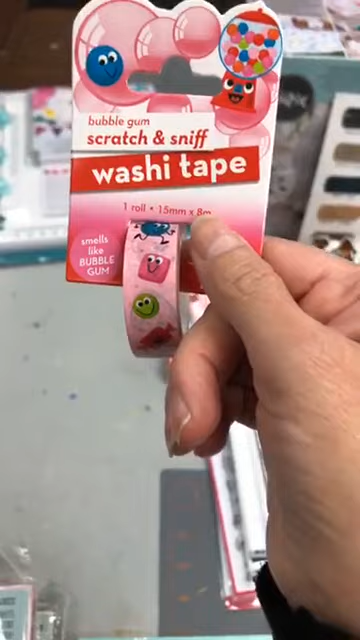 bubble gum
scratch & sniff
washi tape
1 roll • 15mm x 8m
smells
like
BUBBLE
GUM